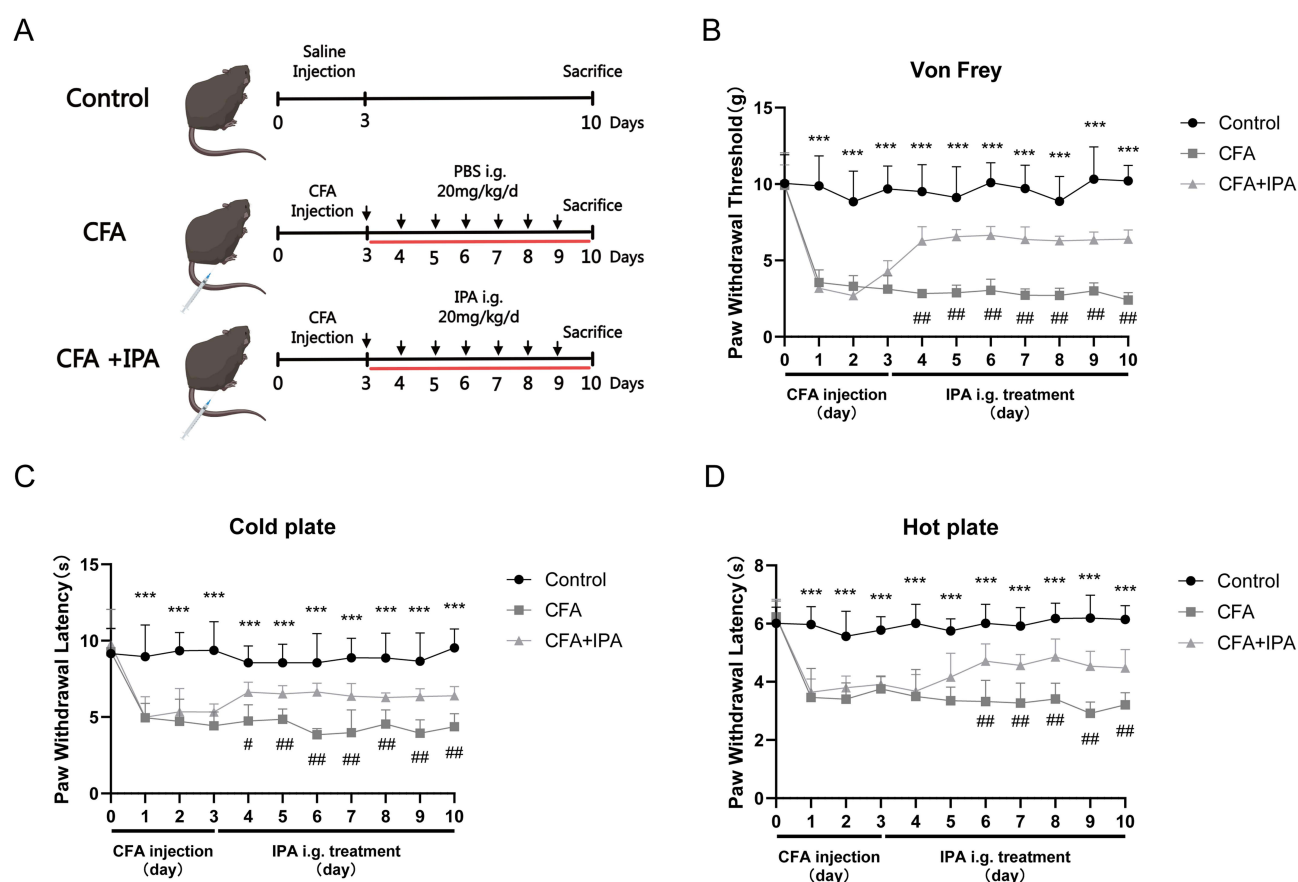 A
Control
Saline
Injection
Sacrifice
0
3
10 Days
CFA
CFA
Injection
PBS i.g.
20mg/kg/d
Sacrifice
0
3 4 5 6 7 8 9 10 Days
CFA +IPA
CFA
Injection
IPA i.g.
20mg/kg/d
Sacrifice
0
3 4 5 6 7 8 9 10 Days
B
Von Frey
Paw Withdrawal Threshold(g)
15
10
5
0
*** *** *** *** *** *** *** *** *** ***
## ## ## ## ## ## ##
0 1 2 3 4 5 6 7 8 9 10
CFA injection
(day)
IPA i.g. treatment
(day)
Control
CFA
CFA+IPA
C
Cold plate
Paw Withdrawal Latency(s)
15
10
5
0
*** *** *** *** *** *** *** *** *** ***
# ## ## ## ## ## ##
0 1 2 3 4 5 6 7 8 9 10
CFA injection
(day)
IPA i.g. treatment
(day)
Control
CFA
CFA+IPA
D
Hot plate
Paw Withdrawal Latency(s)
8
6
4
2
0
*** *** *** *** *** *** *** *** *** ***
## ## ## ## ##
0 1 2 3 4 5 6 7 8 9 10
CFA injection
(day)
IPA i.g. treatment
(day)
Control
CFA
CFA+IPA